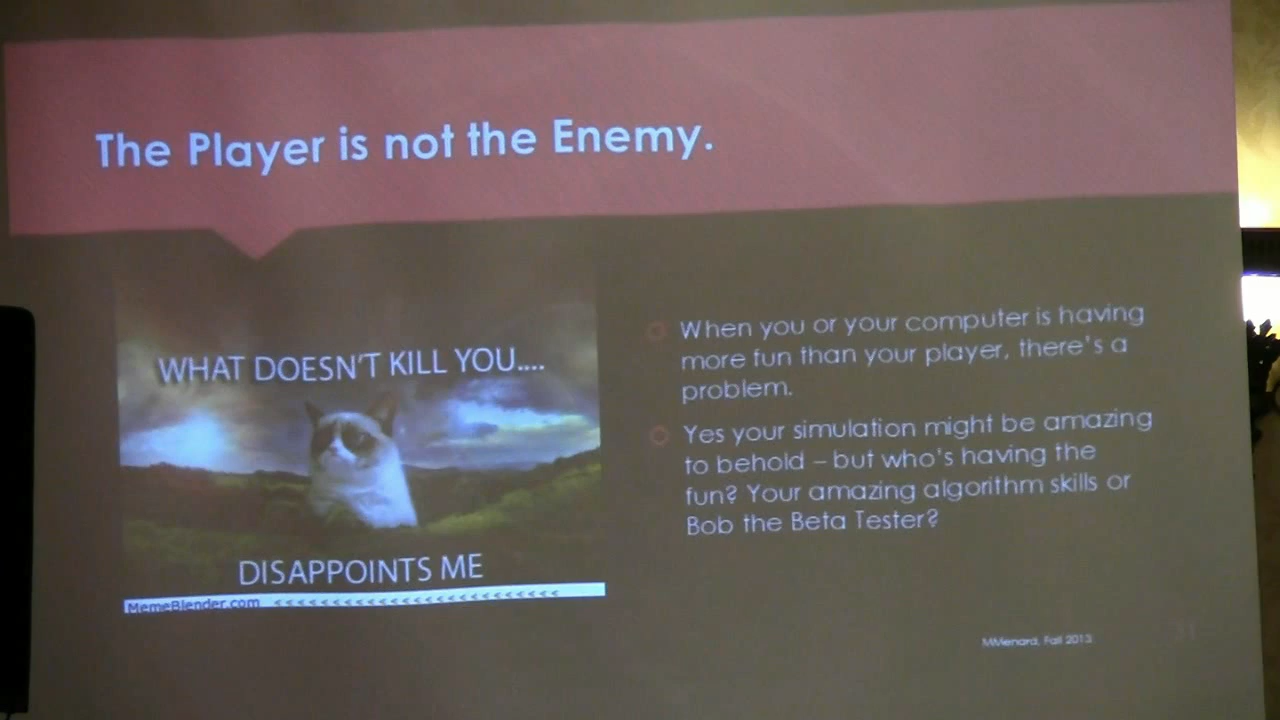 The Player is not the Enemy.
WHAT DOESN'T KILL YOU....
DISAPPOINTS ME
MemeBlender.com
When you or your computer is having
more fun than your player, there's a
problem.
Yes your simulation might be amazing
to behold – but who's having the
fun? Your amazing algorithm skills or
Bob the Beta Tester?
MMenard, Fall 2013
31